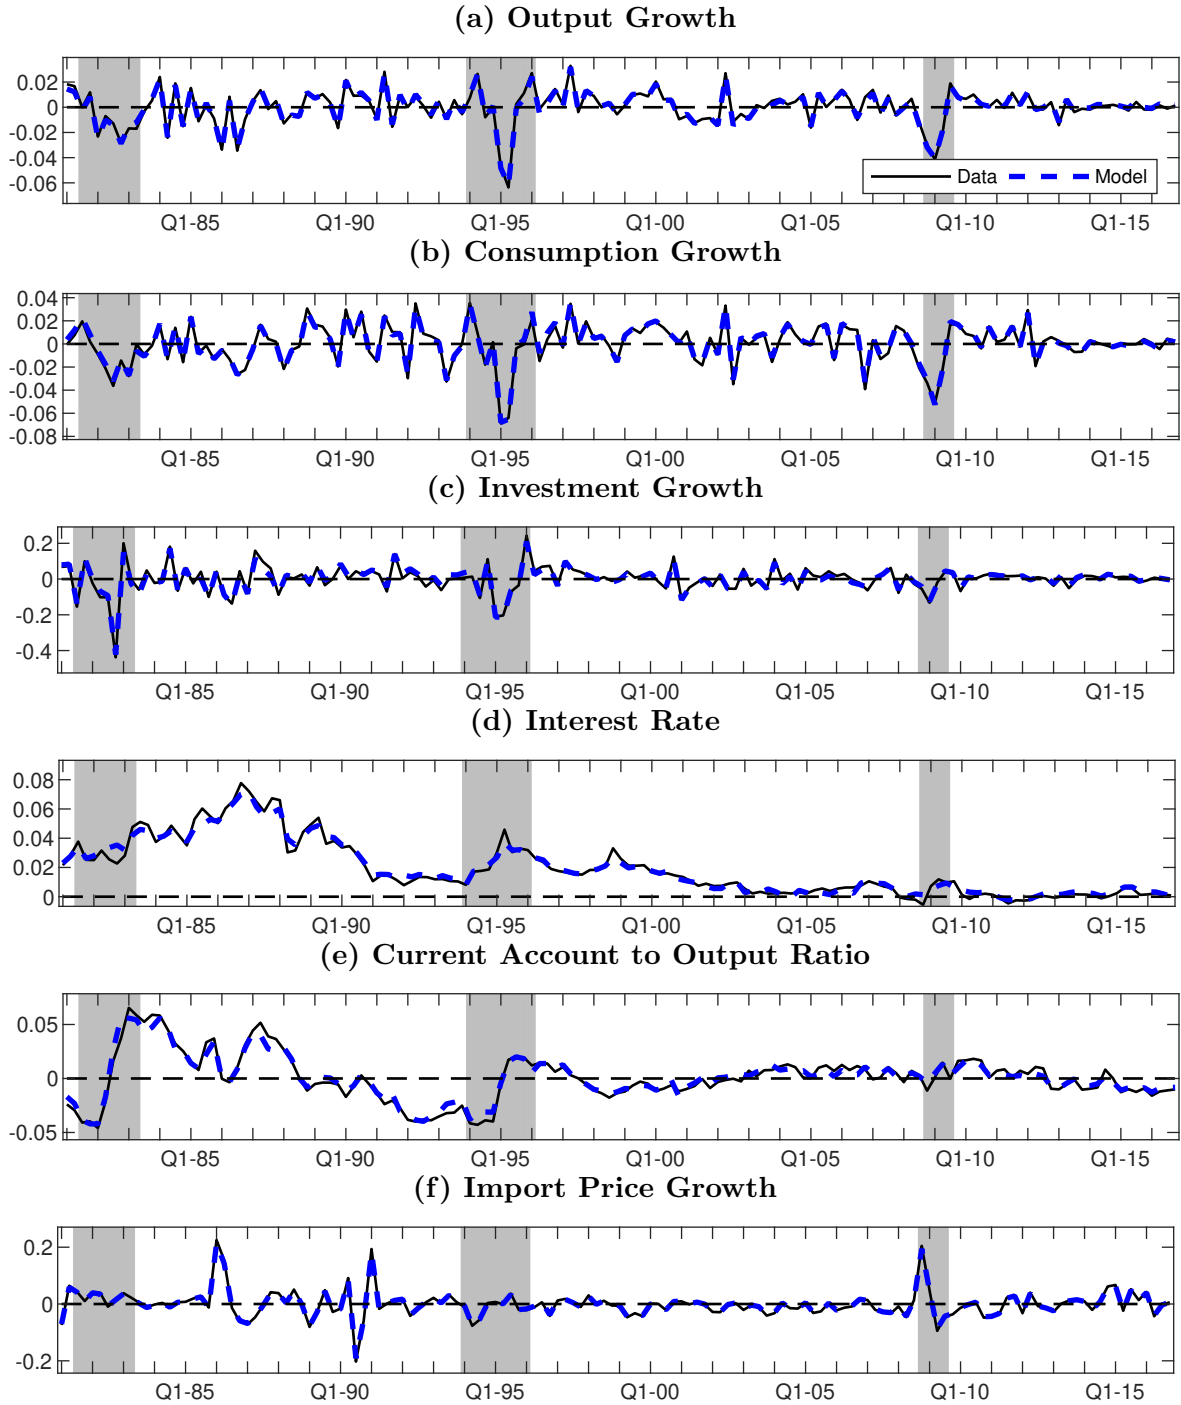 (a) Output Growth
0.02
0
-0.02
-0.04
-0.06
Data Model
Q1-85 Q1-90 Q1-95 Q1-00 Q1-05 Q1-10 Q1-15
(b) Consumption Growth
0.04
0.02
0
-0.02
-0.04
-0.06
-0.08
Q1-85 Q1-90 Q1-95 Q1-00 Q1-05 Q1-10 Q1-15
(c) Investment Growth
0.2
0
-0.2
-0.4
Q1-85 Q1-90 Q1-95 Q1-00 Q1-05 Q1-10 Q1-15
(d) Interest Rate
0.08
0.06
0.04
0.02
0
Q1-85 Q1-90 Q1-95 Q1-00 Q1-05 Q1-10 Q1-15
(e) Current Account to Output Ratio
0.05
0
-0.05
Q1-85 Q1-90 Q1-95 Q1-00 Q1-05 Q1-10 Q1-15
(f) Import Price Growth
0.2
0
-0.2
Q1-85 Q1-90 Q1-95 Q1-00 Q1-05 Q1-10 Q1-15